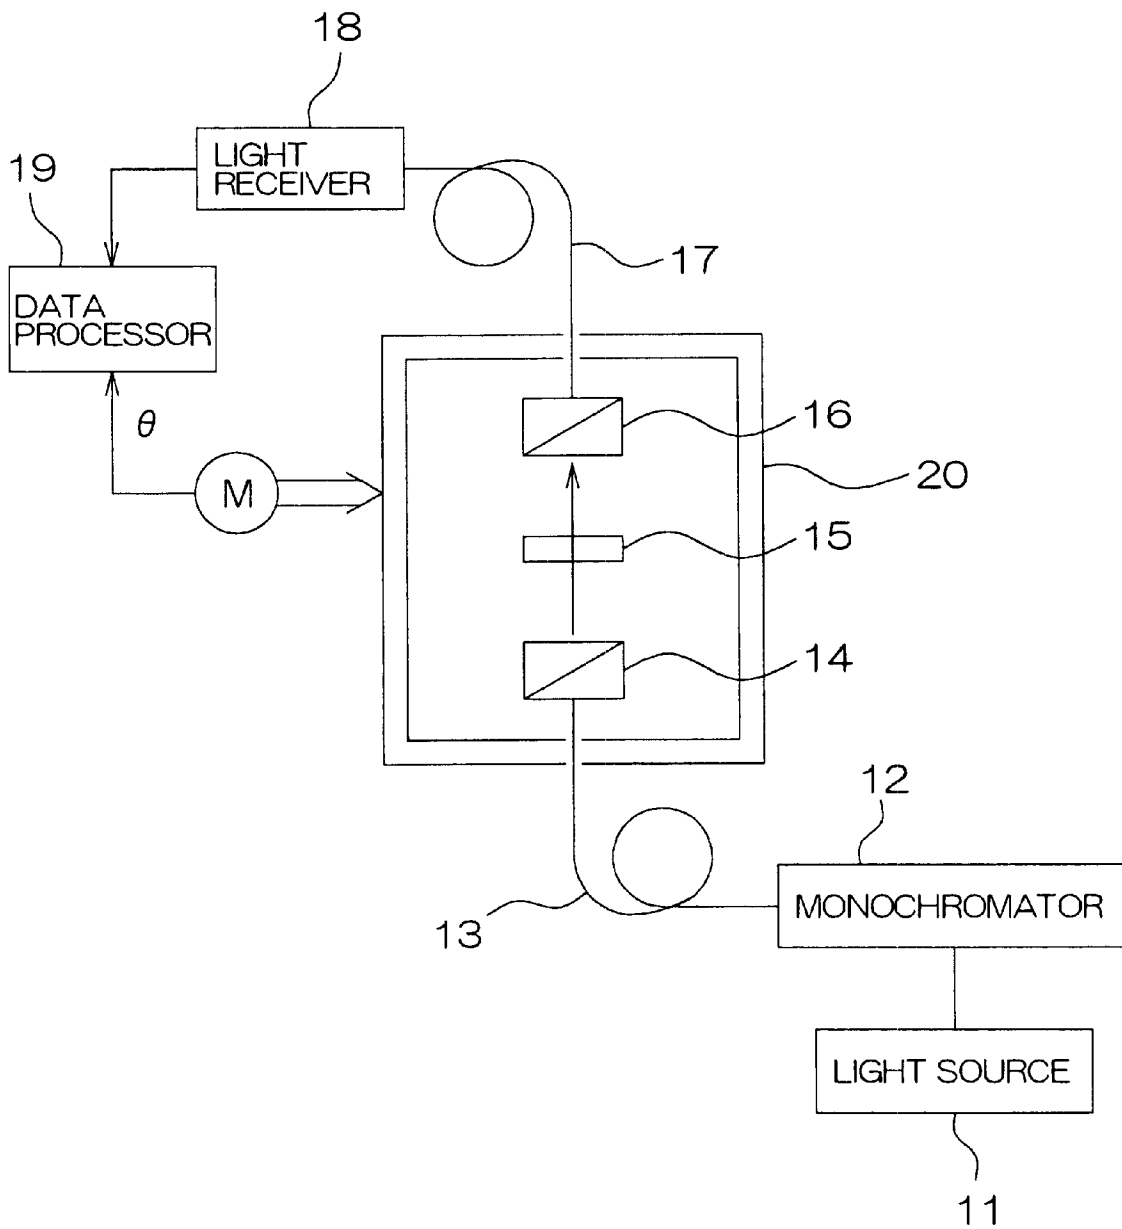 18
LIGHT
RECEIVER
19
17
DATA
PROCESSOR
θ
16
M
20
15
14
12
MONOCHROMATOR
13
LIGHT SOURCE
11